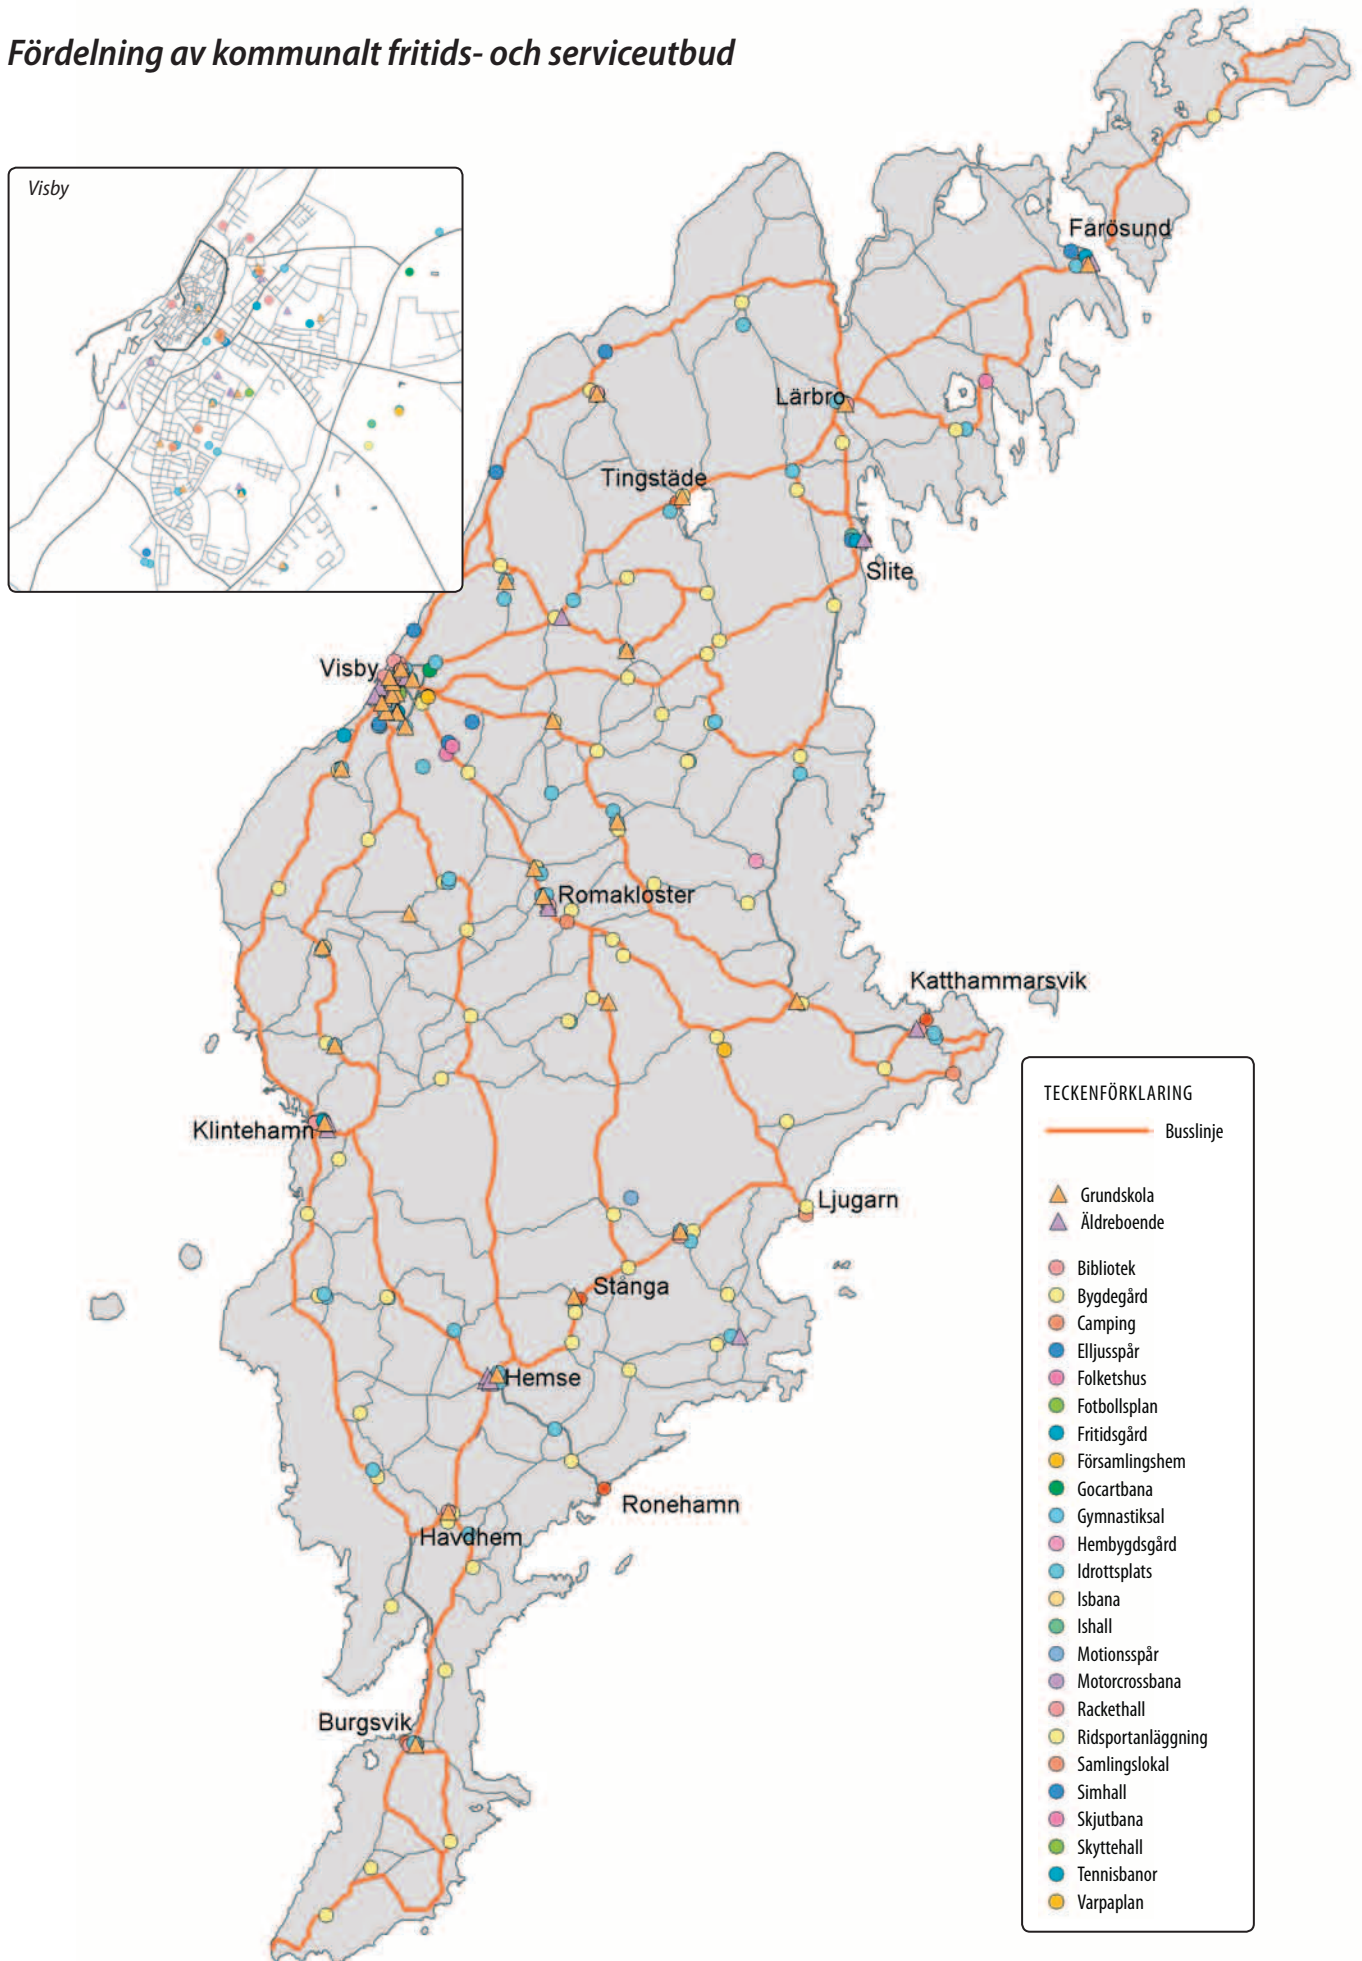 Fördelning av kommunalt fritids- och serviceutbud
Visby
Fårösund
Lärbro
Tingstäde
Slite
Visby
Romakloster
Katthammarsvik
Klintehamn
Ljugarn
Stånga
Hemse
Ronehamn
Havdhem
Burgsvik
TECKENFÖRKLARING
Busslinje
Grundskola
Äldreboende
Bibliotek
Bygdegård
Camping
Elljusspår
Folketshus
Fotbollsplan
Fritidsgård
Församlingshem
Gocartbana
Gymnastiksal
Hembygdsgård
Idrottsplats
Isbana
Ishall
Motionsspår
Motorcrossbana
Rackethall
Ridsportanläggning
Samlingslokal
Simhall
Skjutbana
Skyttehall
Tennisbanor
Varpaplan